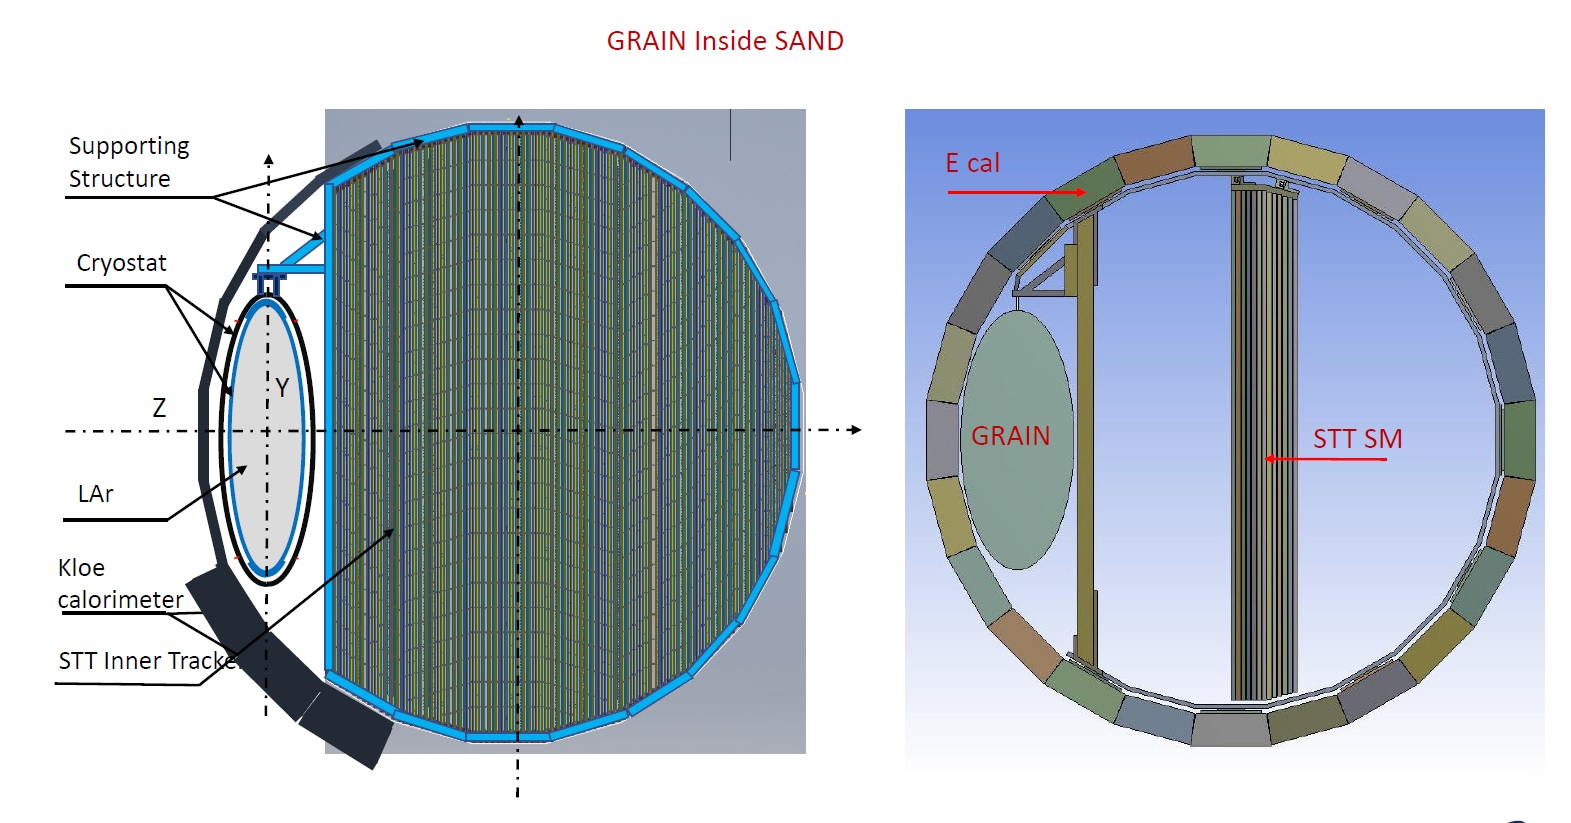 GRAIN Inside SAND
Supporting
Structure
Cryostat
Y
Z
LAr
Kloe
calorimeter
STT Inner Tracke
E cal
GRAIN
STT SM